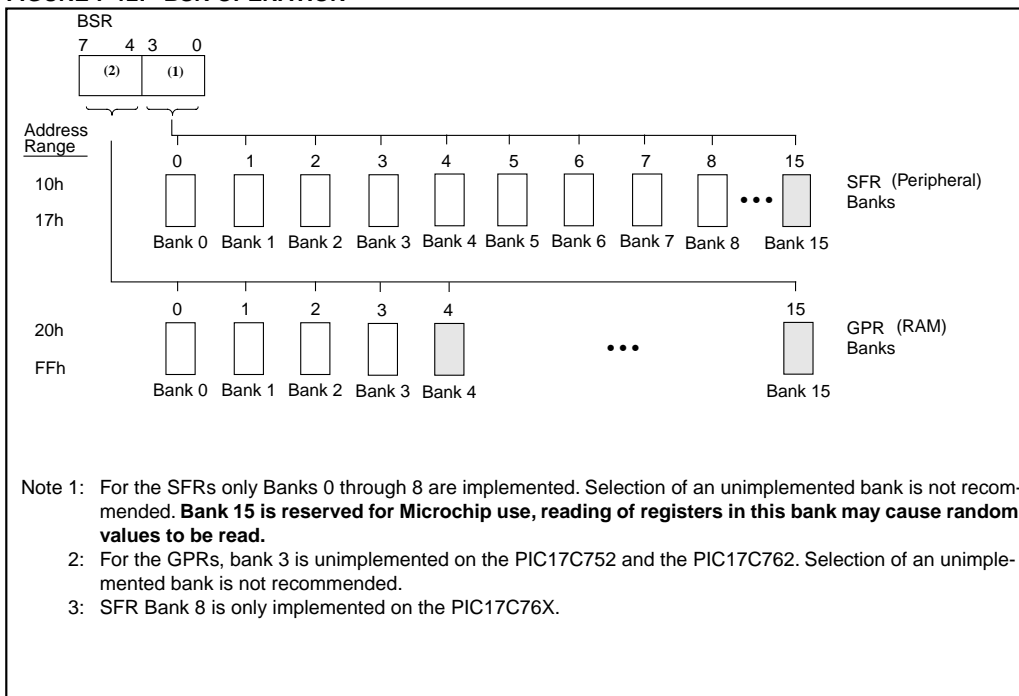 BSR
7 4 3 0
(2) (1)
Address
Range
0 1 2 3 4 5 6 7 8 15
10h
17h
SFR (Peripheral)
Banks
•••
Bank 0 Bank 1 Bank 2 Bank 3 Bank 4 Bank 5 Bank 6 Bank 7 Bank 8 Bank 15
0 1 2 3 4 15
20h
FFh
GPR (RAM)
Banks
•••
Bank 0 Bank 1 Bank 2 Bank 3 Bank 4 Bank 15
Note 1: For the SFRs only Banks 0 through 8 are implemented. Selection of an unimplemented bank is not recom-
mended. Bank 15 is reserved for Microchip use, reading of registers in this bank may cause random
values to be read.
2: For the GPRs, bank 3 is unimplemented on the PIC17C752 and the PIC17C762. Selection of an unimple-
mented bank is not recommended.
3: SFR Bank 8 is only implemented on the PIC17C76X.